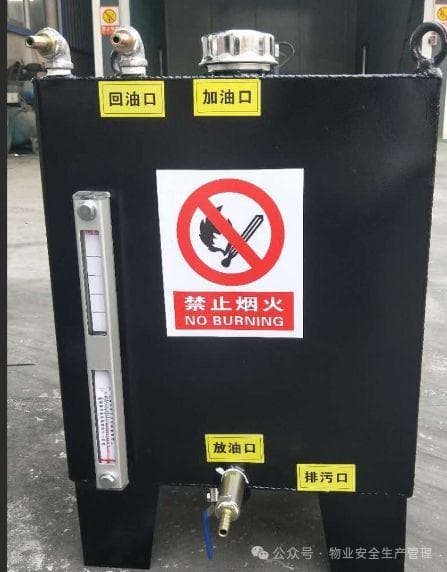 回油口
加油口
禁止烟火
NO BURNING
放油口
排污口
公众号 · 物业安全生产管理